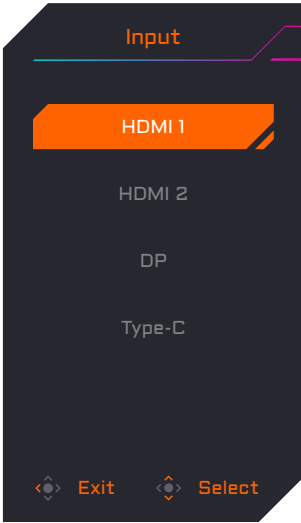 Input
HDMI 1
HDMI 2
DP
Type-C
Exit Select